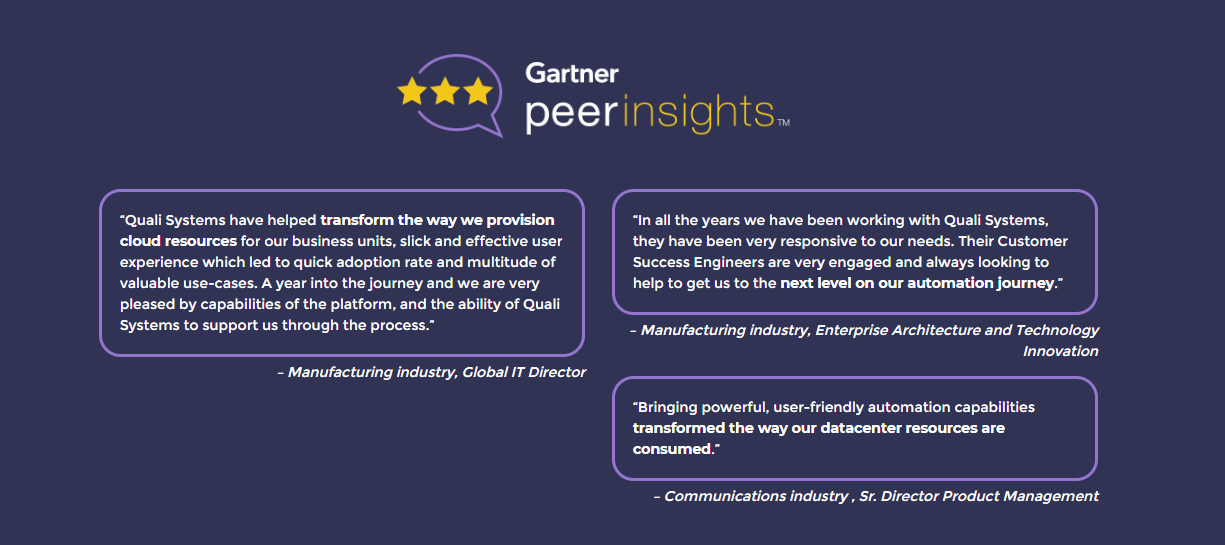 Gartner
peerinsights™
“Quali Systems have helped transform the way we provision
cloud resources for our business units, slick and effective user
experience which led to quick adoption rate and multitude of
valuable use-cases. A year into the journey and we are very
pleased by capabilities of the platform, and the ability of Quali
Systems to support us through the process.”
– Manufacturing industry, Global IT Director
“In all the years we have been working with Quali Systems,
they have been very responsive to our needs. Their Customer
Success Engineers are very engaged and always looking to
help to get us to the next level on our automation journey.”
– Manufacturing industry, Enterprise Architecture and Technology
Innovation
“Bringing powerful, user-friendly automation capabilities
transformed the way our datacenter resources are
consumed.”
– Communications industry , Sr. Director Product Management